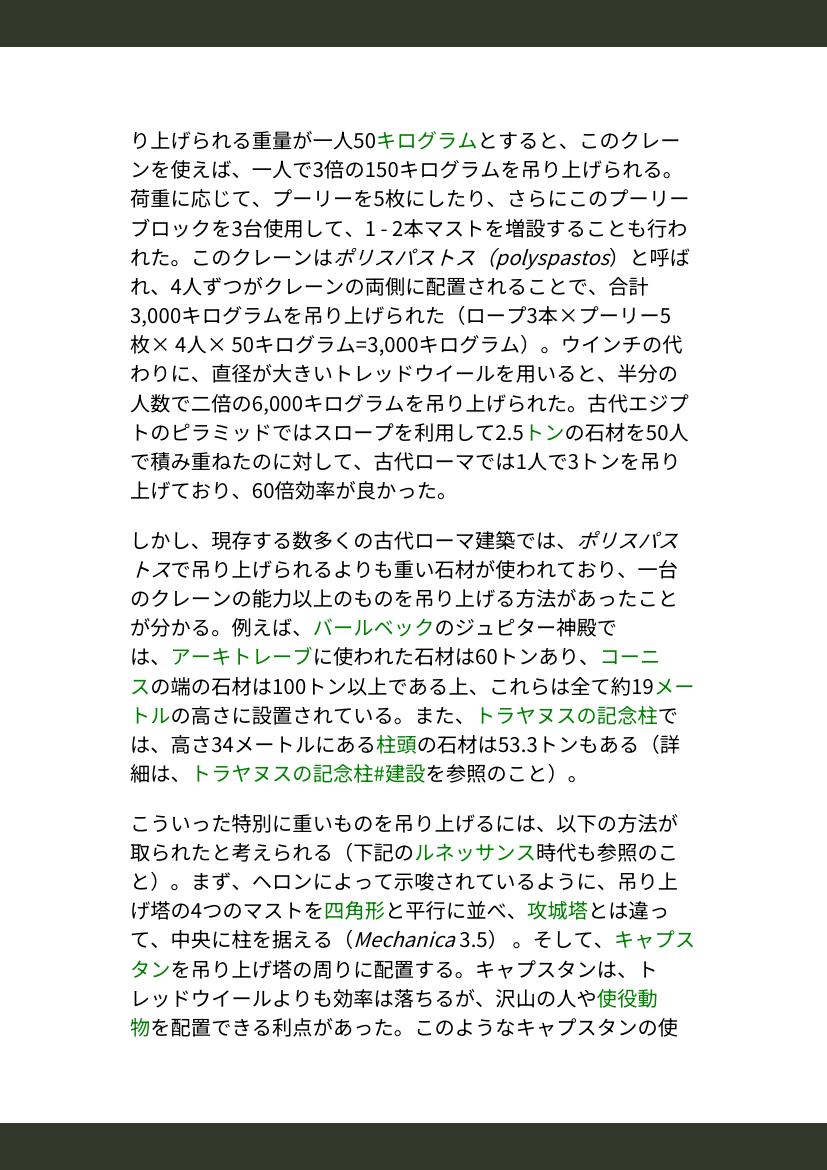 り上げられる重量が一人50キログラムとすると、このクレー
ンを使えば、一人で3倍の150キログラムを吊り上げられる。
荷重に応じて、プーリーを5枚にしたり、さらにこのプーリー
ブロックを3台使用して、1 - 2本マストを増設することも行わ
れた。このクレーンはポリスパストス（polyspastos）と呼ば
れ、4人ずつがクレーンの両側に配置されることで、合計
3,000キログラムを吊り上げられた（ロープ3本×プーリー5
枚× 4人× 50キログラム=3,000キログラム）。ウインチの代
わりに、直径が大きいトレッドウイールを用いると、半分の
人数で二倍の6,000キログラムを吊り上げられた。古代エジプ
トのピラミッドではスロープを利用して2.5トンの石材を50人
で積み重ねたのに対して、古代ローマでは1人で3トンを吊り
上げており、60倍効率が良かった。
しかし、現存する数多くの古代ローマ建築では、ポリスパス
トスで吊り上げられるよりも重い石材が使われており、一台
のクレーンの能力以上のものを吊り上げる方法があったこと
が分かる。例えば、バールベックのジュピター神殿で
は、アーキトレーブに使われた石材は60トンあり、コーニ
スの端の石材は100トン以上である上、これらは全て約19メー
トルの高さに設置されている。また、トラヤヌスの記念柱で
は、高さ34メートルにある柱頭の石材は53.3トンもある（詳
細は、トラヤヌスの記念柱#建設を参照のこと）。
こういった特別に重いものを吊り上げるには、以下の方法が
取られたと考えられる（下記のルネッサンス時代も参照のこ
と）。まず、ヘロンによって示唆されているように、吊り上
げ塔の4つのマストを四角形と平行に並べ、攻城塔とは違っ
て、中央に柱を据える（Mechanica 3.5） 。そして、キャプス
タンを吊り上げ塔の周りに配置する。キャプスタンは、ト
レッドウイールよりも効率は落ちるが、沢山の人や使役動
物を配置できる利点があった。このようなキャプスタンの使